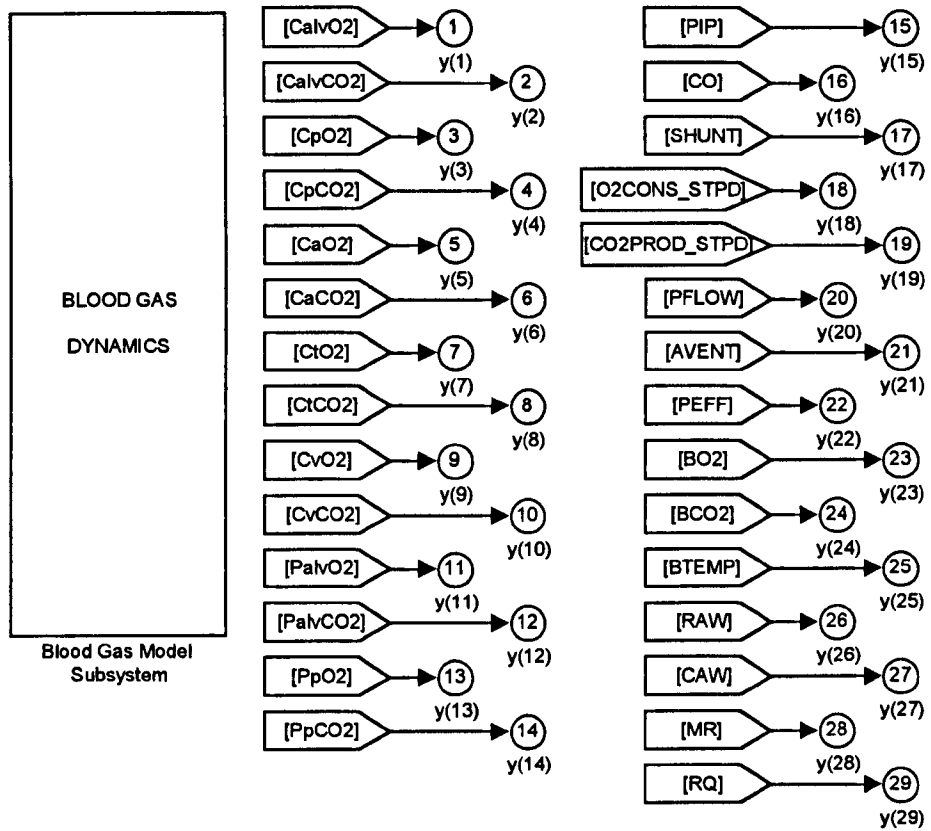 BLOOD GAS
DYNAMICS
Blood Gas Model
Subsystem
[CalvO2] 1
y(1)
[CalvCO2] 2
y(2)
[CpO2] 3
y(3)
[CpCO2] 4
y(4)
[CaO2] 5
y(5)
[CaCO2] 6
y(6)
[CtO2] 7
y(7)
[CtCO2] 8
y(8)
[CvO2] 9
y(9)
[CvCO2] 10
y(10)
[PalvO2] 11
y(11)
[PalvCO2] 12
y(12)
[PpO2] 13
y(13)
[PpCO2] 14
y(14)
[PIP] 15
y(15)
[CO] 16
y(16)
[SHUNT] 17
y(17)
[O2CONS_STPD] 18
y(18)
[CO2PROD_STPD] 19
y(19)
[PFLOW] 20
y(20)
[AVENT] 21
y(21)
[PEFF] 22
y(22)
[BO2] 23
y(23)
[BCO2] 24
y(24)
[BTEMP] 25
y(25)
[RAW] 26
y(26)
[CAW] 27
y(27)
[MR] 28
y(28)
[RQ] 29
y(29)